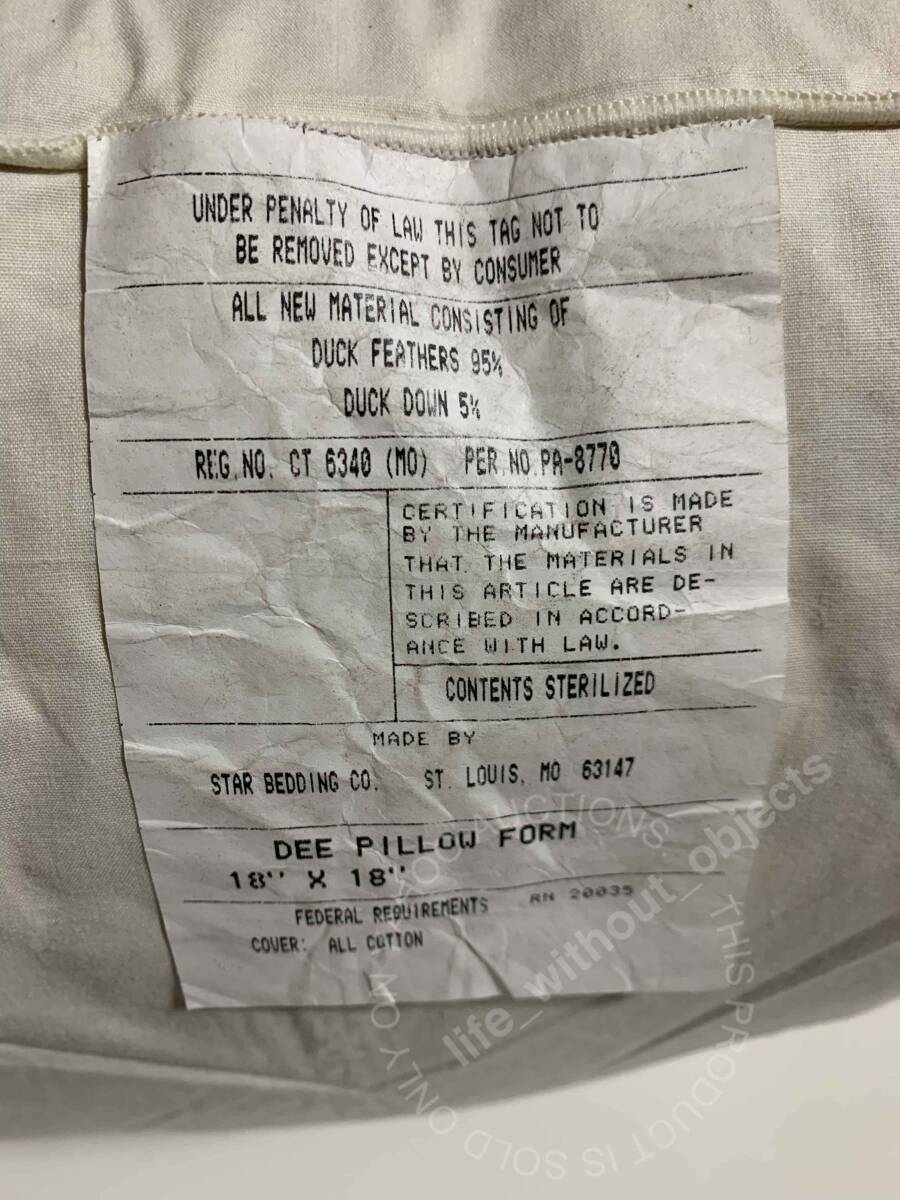 UNDER PENALTY OF LAW THIS TAG NOT TO
BE REMOVED EXCEPT BY CONSUMER
ALL NEW MATERIAL CONSISTING OF
DUCK FEATHERS 95%
DUCK DOWN 5%
REG. NO. CT 6340 (MO) PER. NO. PA-8770
CERTIFICATION IS MADE
BY THE MANUFACTURER
THAT THE MATERIALS IN
THIS ARTICLE ARE DE-
SCRIBED IN ACCORD-
ANCE WITH LAW.
CONTENTS STERILIZED
MADE BY
STAR BEDDING CO. ST. LOUIS, MO 63147
DEE PILLOW FORM
18" X 18"
FEDERAL REQUIREMENTS RN 20035
COVER: ALL COTTON
life_without_objects
THIS PRODUCT IS SOLD ONLY ON AUCTIONS